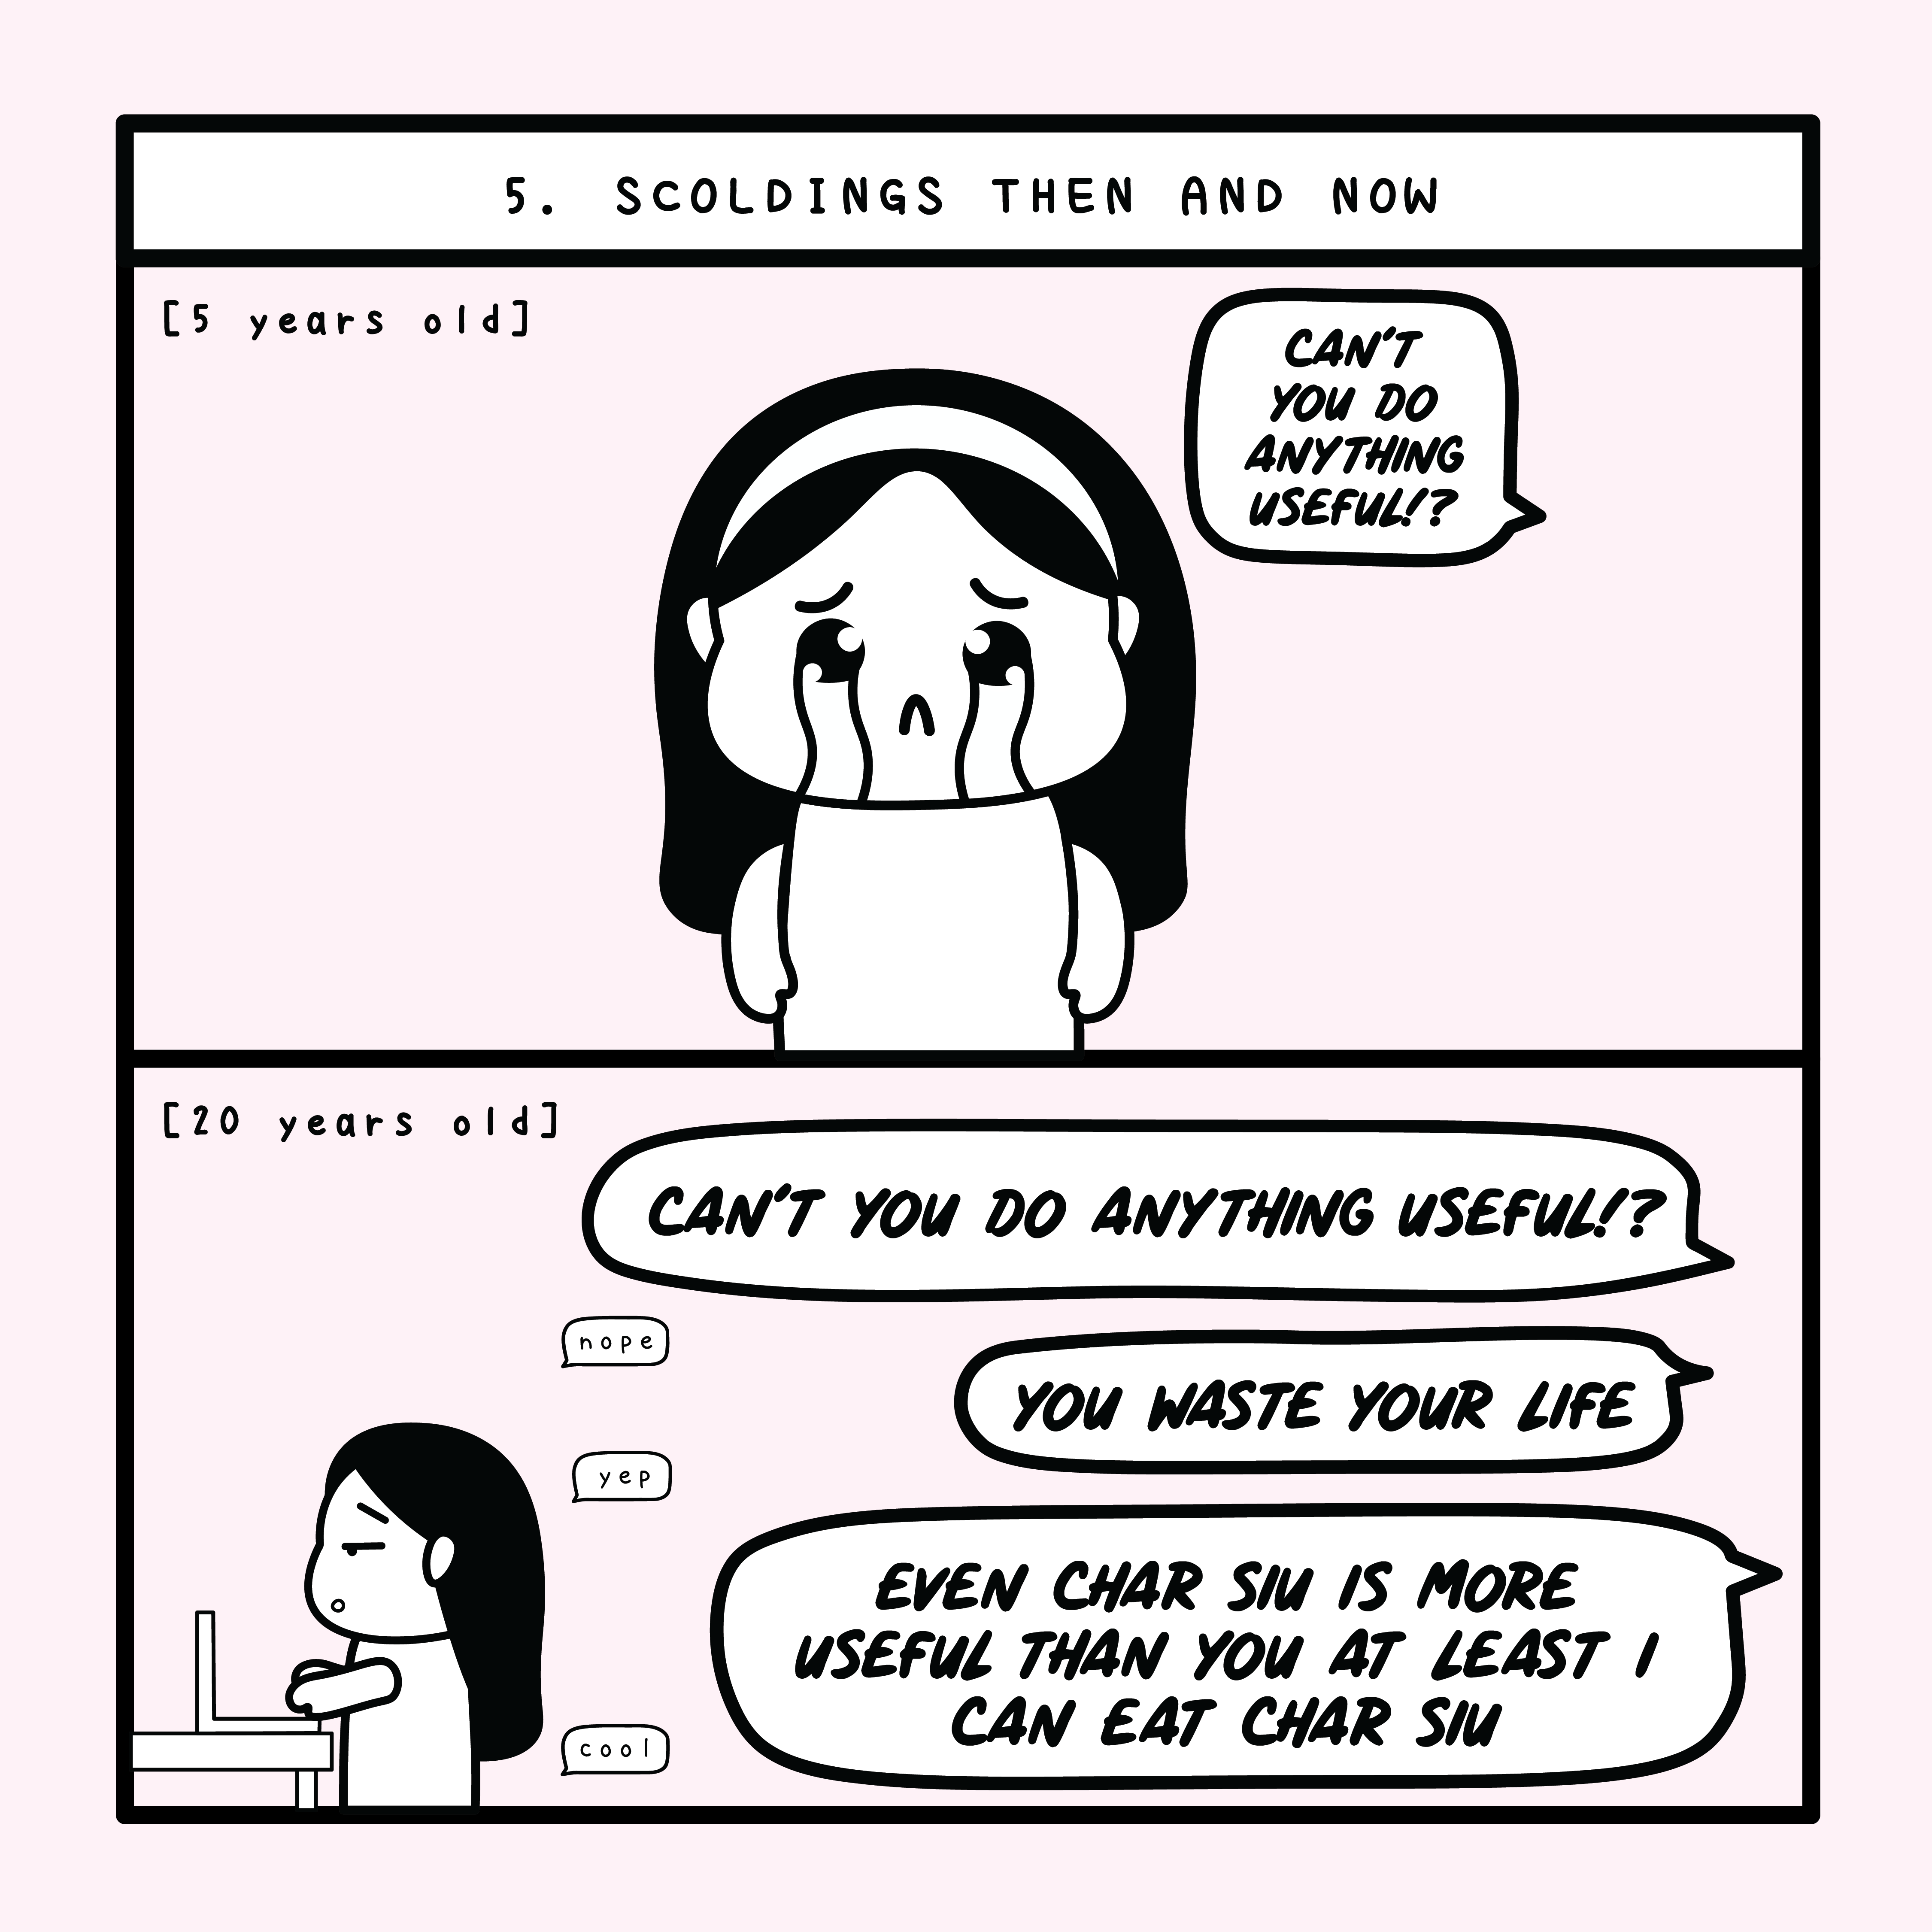 5. SCOLDINGS THEN AND NOW
[5 years old]
CAN'T
YOU DO
ANYTHING
USEFUL!?
[20 years old]
CAN'T YOU DO ANYTHING USEFUL!?
nope
YOU WASTE YOUR LIFE
yep
EVEN CHAR SIU IS MORE
USEFUL THAN YOU AT LEAST I
CAN EAT CHAR SIU
cool